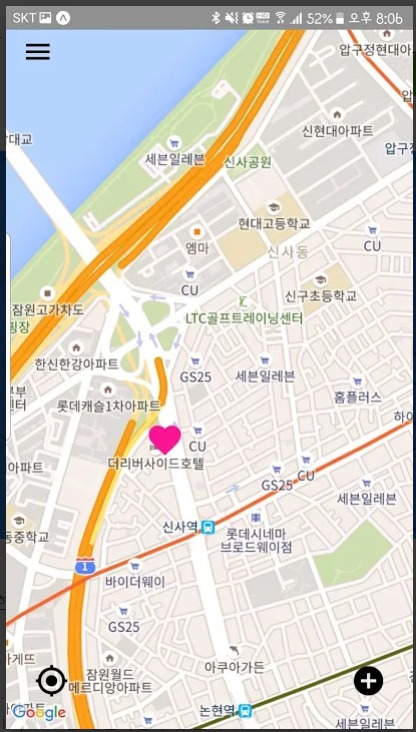 SKT
52%
오후 8:06
압구정현대아
신현대아파트
대교
세븐일레븐
신사공원
압구
현대고등학교
엠마
신사동
CU
CU
잠원고가차도
신구초등학교
LTC골프트레이닝센터
한신한강아파트
GS25
세븐일레븐
홈플러스
롯데캐슬1차아파트
하이
CU
더리버사이드호텔
아파트
GS25
CU
세븐일레븐
신사역
롯데시네마
브로드웨이점
등중학교
1
바이더웨이
GS25
아쿠아가든
잠원월드
메르디앙아파트
논현역
세븐일레븐
Google